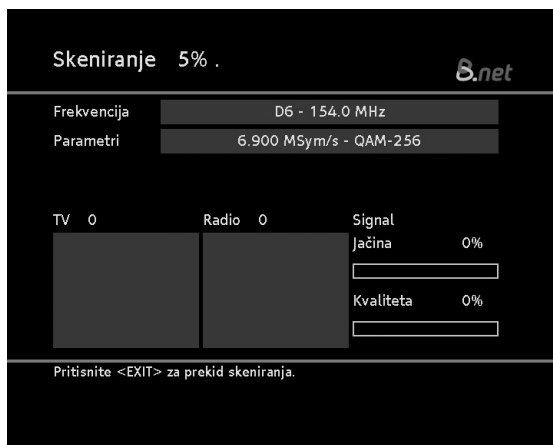 Skeniranje 5% .
B.net
Frekvencija D6 - 154.0 MHz
Parametri 6.900 MSym/s - QAM-256
TV 0 Radio 0 Signal
Jačina 0%
Kvaliteta 0%
Pritisnite <EXIT> za prekid skeniranja.